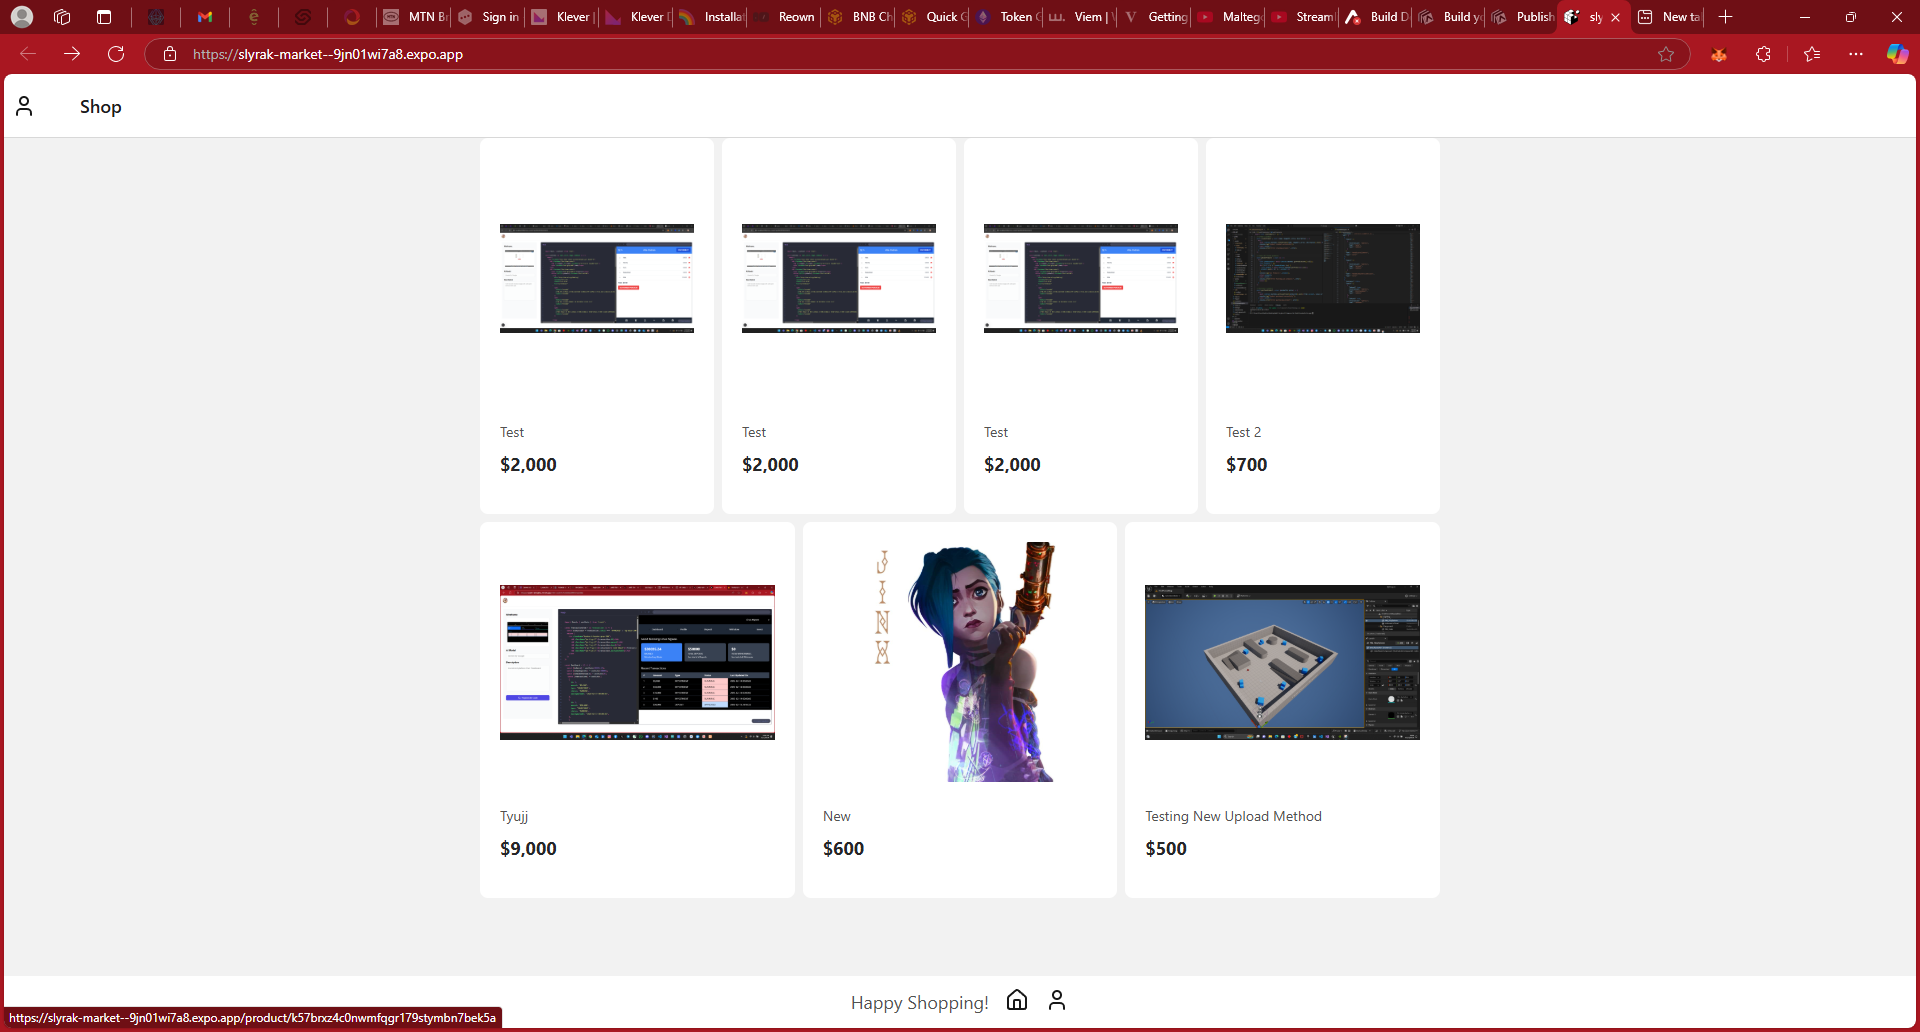 MTN Br
Sign in
Klever |
Klever D
Installat
Reown
BNB Ch
Quick G
Token G
Viem |
Getting
Malteg
Stream
Build D
Build yo
Publish
sly
New ta
https://slyrak-market--9jn01wi7a8.expo.app
Shop
Test
Test
Test
Test 2
$2,000
$2,000
$2,000
$700
JINX
Tyujj
New
Testing New Upload Method
$9,000
$600
$500
Happy Shopping!
https://slyrak-market--9jn01wi7a8.expo.app/product/k57brxz4c0nwmfqgr179stymbn7bek5a